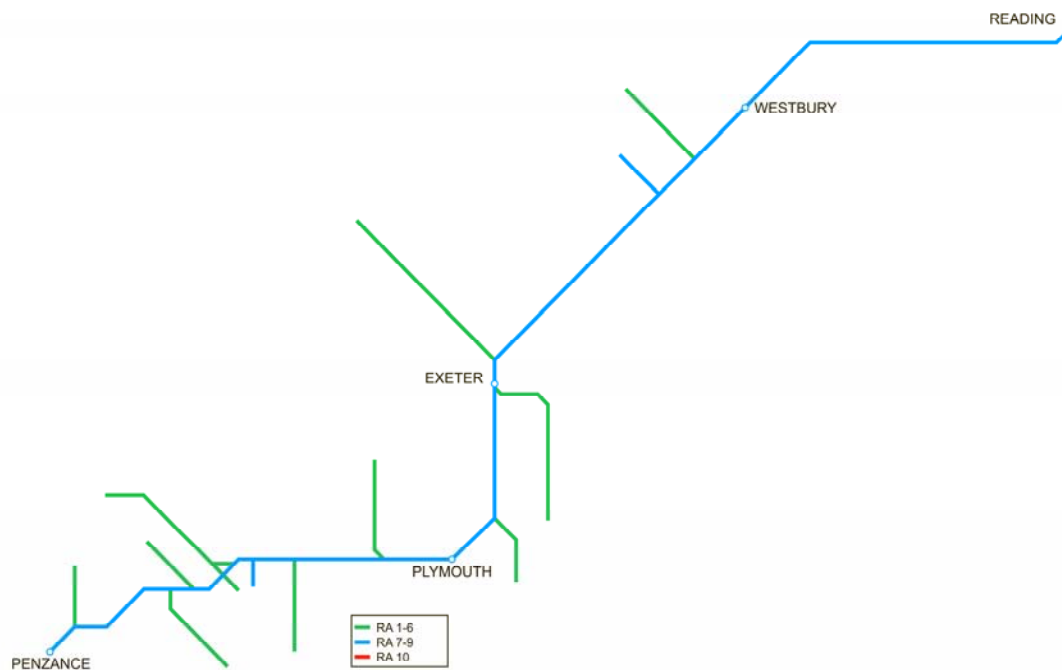 READING
WESTBURY
EXETER
PLYMOUTH
RA 1-6
RA 7-9
RA 10
PENZANCE